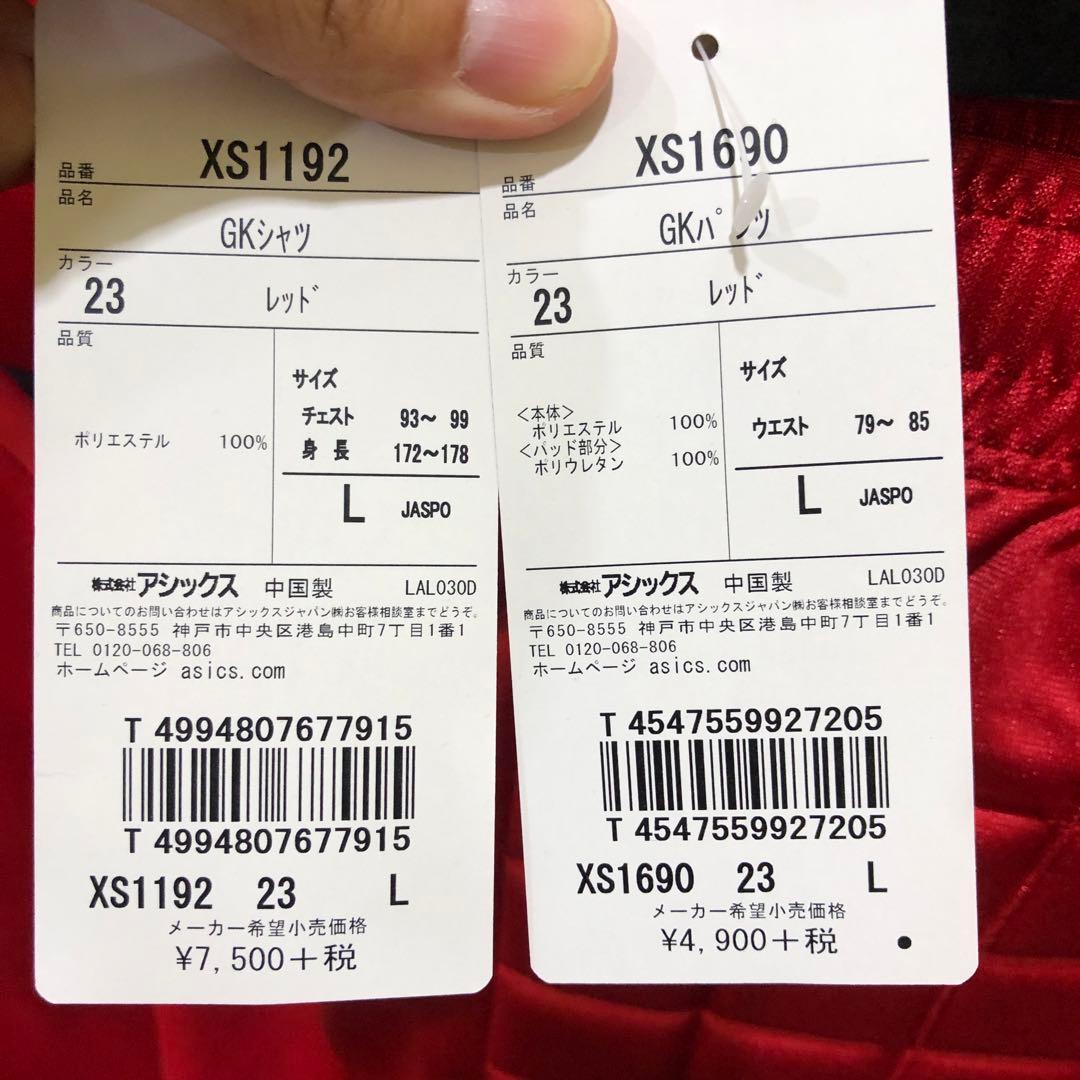 品番 XS1192
品名
GKシャツ
カラー
23 ﾚｯﾄﾞ
品質
ポリエステル 100%
サイズ
チェスト 93～ 99
身 長 172～178
L JASPO
株式会社アシックス 中国製 LAL030D
商品についてのお問い合わせはアシックスジャパン㈱お客様相談室までどうぞ。
〒650-8555 神戸市中央区港島中町7丁目1番1
TEL 0120-068-806
ホームページ asics.com
T 4994807677915
T 4994807677915
XS1192 23 L
メーカー希望小売価格
¥7,500＋税
品番 XS1690
品名
GKパンツ
カラー
23 ﾚｯﾄﾞ
品質
＜本体＞
ポリエステル 100%
＜パッド部分＞
ポリウレタン 100%
サイズ
ウエスト 79～ 85
L JASPO
株式会社アシックス 中国製 LAL030D
商品についてのお問い合わせはアシックスジャパン㈱お客様相談室までどうぞ。
〒650-8555 神戸市中央区港島中町7丁目1番1
TEL 0120-068-806
ホームページ asics.com
T 4547559927205
T 4547559927205
XS1690 23 L
メーカー希望小売価格
¥4,900＋税